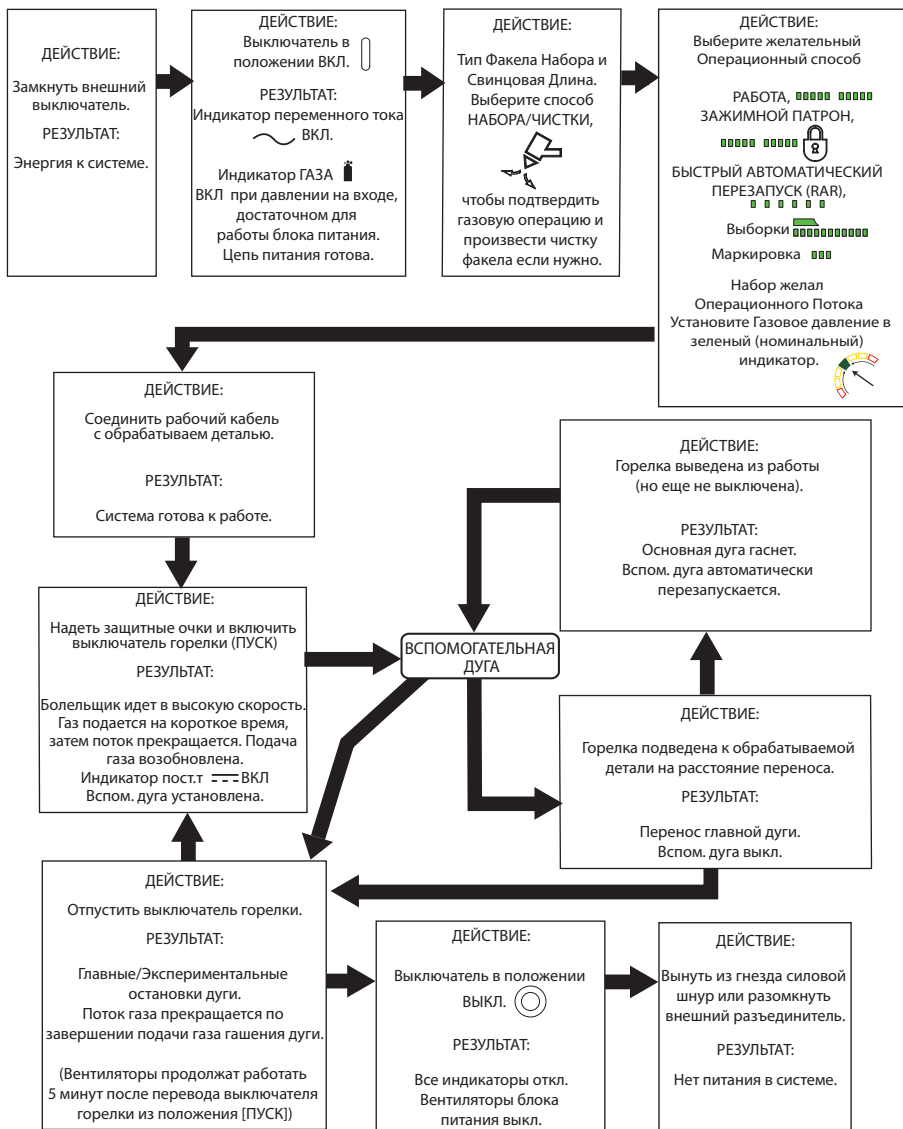 ДЕЙСТВИЕ:
Замкнуть внешний
выключатель.
РЕЗУЛЬТАТ:
Энергия к системе.
ДЕЙСТВИЕ:
Выключатель в
положении ВКЛ.
РЕЗУЛЬТАТ:
Индикатор переменного тока
ВКЛ.
Индикатор ГАЗА
ВКЛ при давлении на входе,
достаточном для
работы блока питания.
Цепь питания готова.
ДЕЙСТВИЕ:
Тип Факела Набора и
Свинцовая Длина.
Выберите способ
НАБОРА/ЧИСТКИ,
чтобы подтвердить
газовую операцию и
произвести чистку
факела если нужно.
ДЕЙСТВИЕ:
Выберите желательный
Операционный способ
РАБОТА,
ЗАЖИМНОЙ ПАТРОН,
БЫСТРЫЙ АВТОМАТИЧЕСКИЙ
ПЕРЕЗАПУСК (RAR),
Выборки
Маркировка
Набор желал
Операционного Потока
Установите Газовое давление в
зеленый (номинальный)
индикатор.
ДЕЙСТВИЕ:
Соединить рабочий кабель
с обрабатываем деталью.
РЕЗУЛЬТАТ:
Система готова к работе.
ДЕЙСТВИЕ:
Горелка выведена из работы
(но еще не выключена).
РЕЗУЛЬТАТ:
Основная дуга гаснет.
Вспом. дуга автоматически
перезапускается.
ДЕЙСТВИЕ:
Надеть защитные очки и включить
выключатель горелки (ПУСК)
РЕЗУЛЬТАТ:
Болельщик идет в высокую скорость.
Газ подается на короткое время,
затем поток прекращается. Подача
газа возобновлена.
Индикатор пост.т ВКЛ
Вспом. дуга установлена.
ВСПОМОГАТЕЛЬНАЯ
ДУГА
ДЕЙСТВИЕ:
Горелка подведена к обрабатываемой
детали на расстояние переноса.
РЕЗУЛЬТАТ:
Перенос главной дуги.
Вспом. дуга выкл.
ДЕЙСТВИЕ:
Отпустить выключатель горелки.
РЕЗУЛЬТАТ:
Главные/Экспериментальные
остановки дуги.
Поток газа прекращается по
завершении подачи газа гашения дуги.
(Вентиляторы продолжат работать
5 минут после перевода выключателя
горелки из положения [ПУСК])
ДЕЙСТВИЕ:
Выключатель в положении
ВЫКЛ.
РЕЗУЛЬТАТ:
Все индикаторы откл.
Вентиляторы блока
питания выкл.
ДЕЙСТВИЕ:
Вынуть из гнезда силовой
шнур или разомкнуть
внешний разъединитель.
РЕЗУЛЬТАТ:
Нет питания в системе.